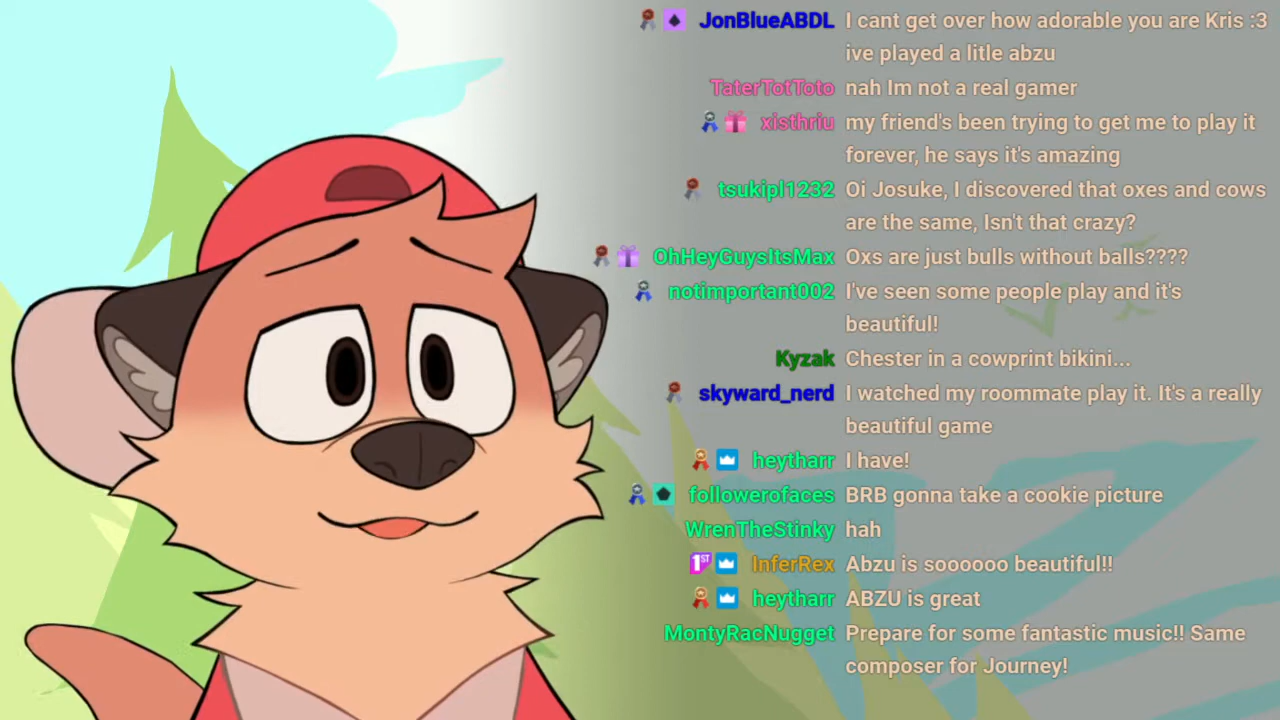 JonBlueABDL I cant get over how adorable you are Kris :3
ive played a litle abzu
TaterTotToto nah Im not a real gamer
xisthriu my friend's been trying to get me to play it
forever, he says it's amazing
tsukipl1232 Oi Josuke, I discovered that oxes and cows
are the same, Isn't that crazy?
OhHeyGuysItsMax Oxs are just bulls without balls????
notimportant002 I've seen some people play and it's
beautiful!
Kyzak Chester in a cowprint bikini...
skyward_nerd I watched my roommate play it. It's a really
beautiful game
heytharr I have!
followerofaces BRB gonna take a cookie picture
WrenTheStinky hah
1ST InferRex Abzu is soooooo beautiful!!
heytharr ABZU is great
MontyRacNugget Prepare for some fantastic music!! Same
composer for Journey!